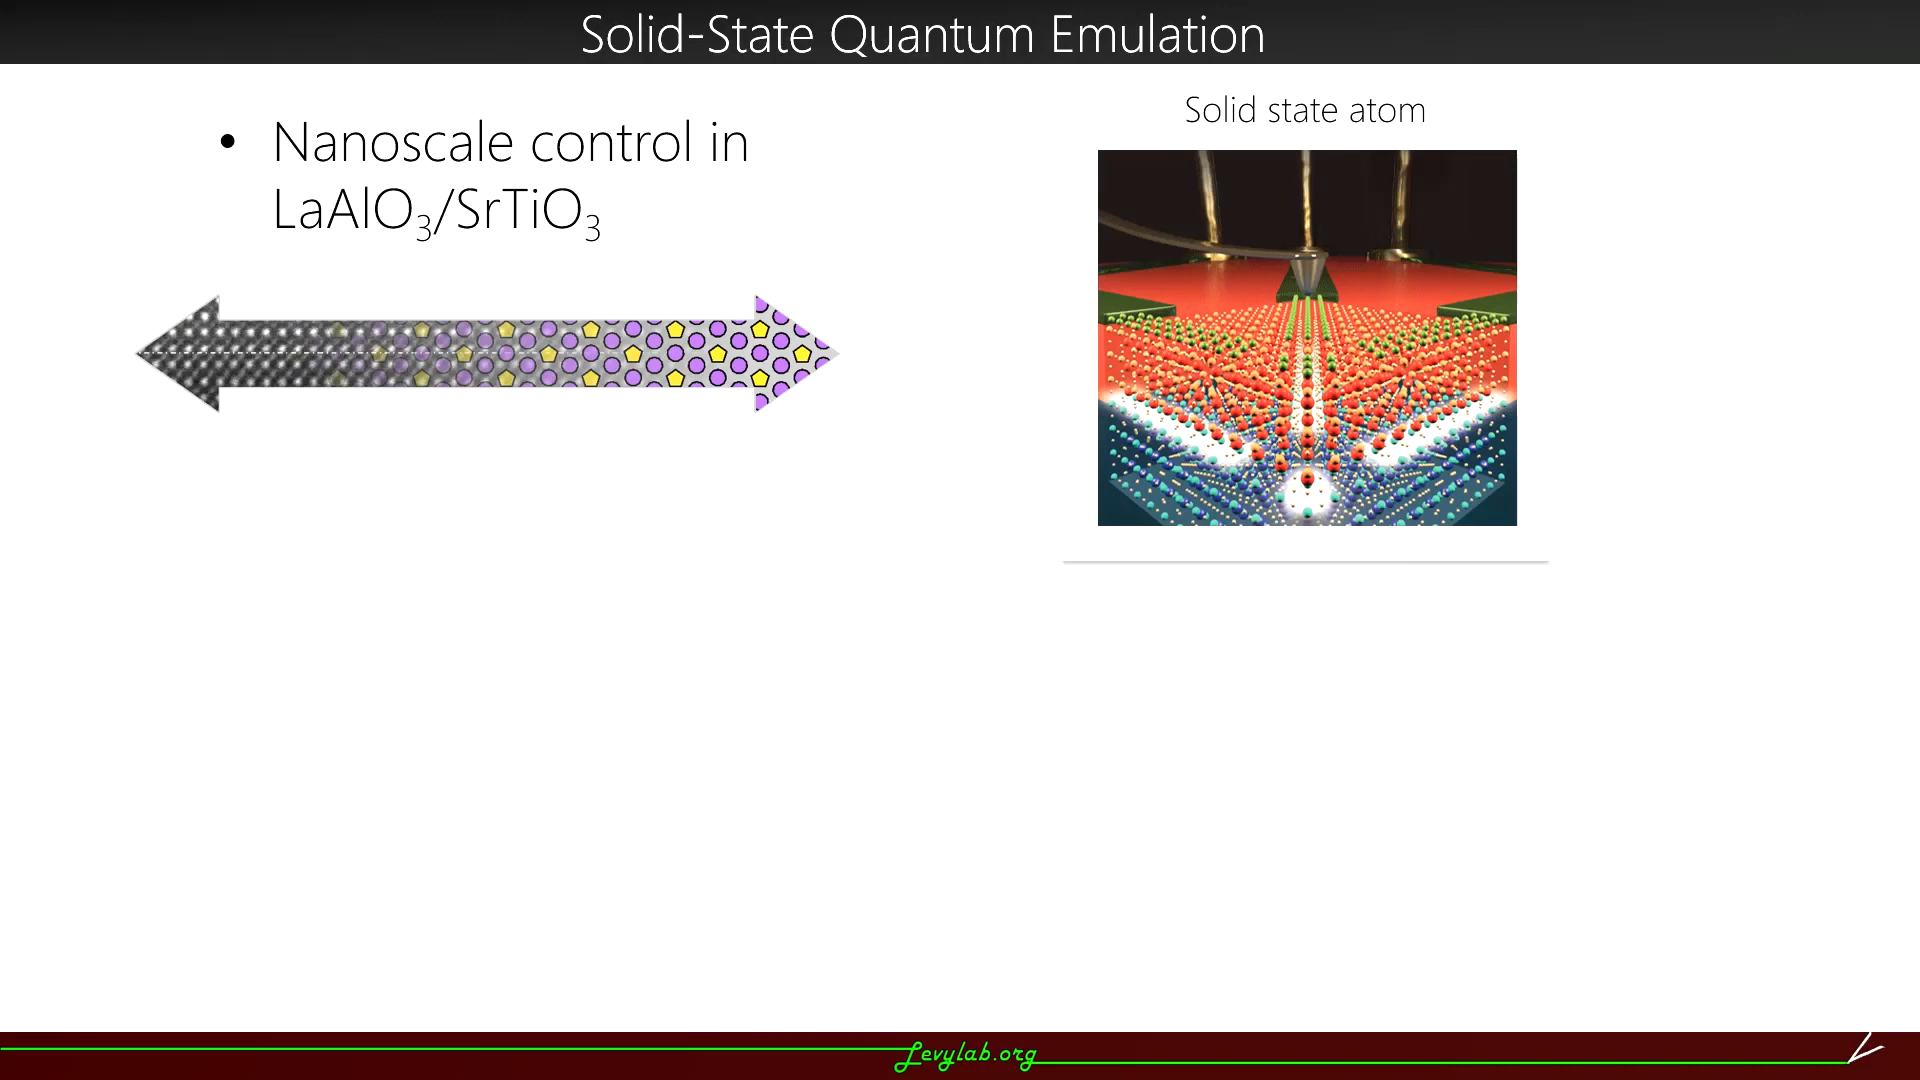 Solid-State Quantum Emulation
• Nanoscale control in
LaAlO₃/SrTiO₃
Solid state atom
Levylab.org